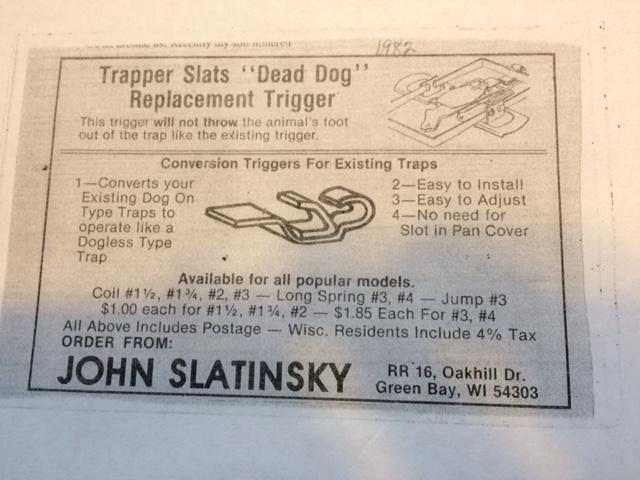 1982
Trapper Slats "Dead Dog"
Replacement Trigger
This trigger will not throw the animal's foot
out of the trap like the existing trigger.
Conversion Triggers For Existing Traps
1—Converts your
Existing Dog On
Type Traps to
operate like a
Dogless Type
Trap
2—Easy to Install
3—Easy to Adjust
4—No need for
Slot in Pan Cover
Available for all popular models.
Coil #1½, #1¾, #2, #3 — Long Spring #3, #4 — Jump #3
$1.00 each for #1½, #1¾, #2 — $1.85 Each For #3, #4
All Above Includes Postage — Wisc. Residents Include 4% Tax
ORDER FROM:
JOHN SLATINSKY
RR 16, Oakhill Dr.
Green Bay, WI 54303